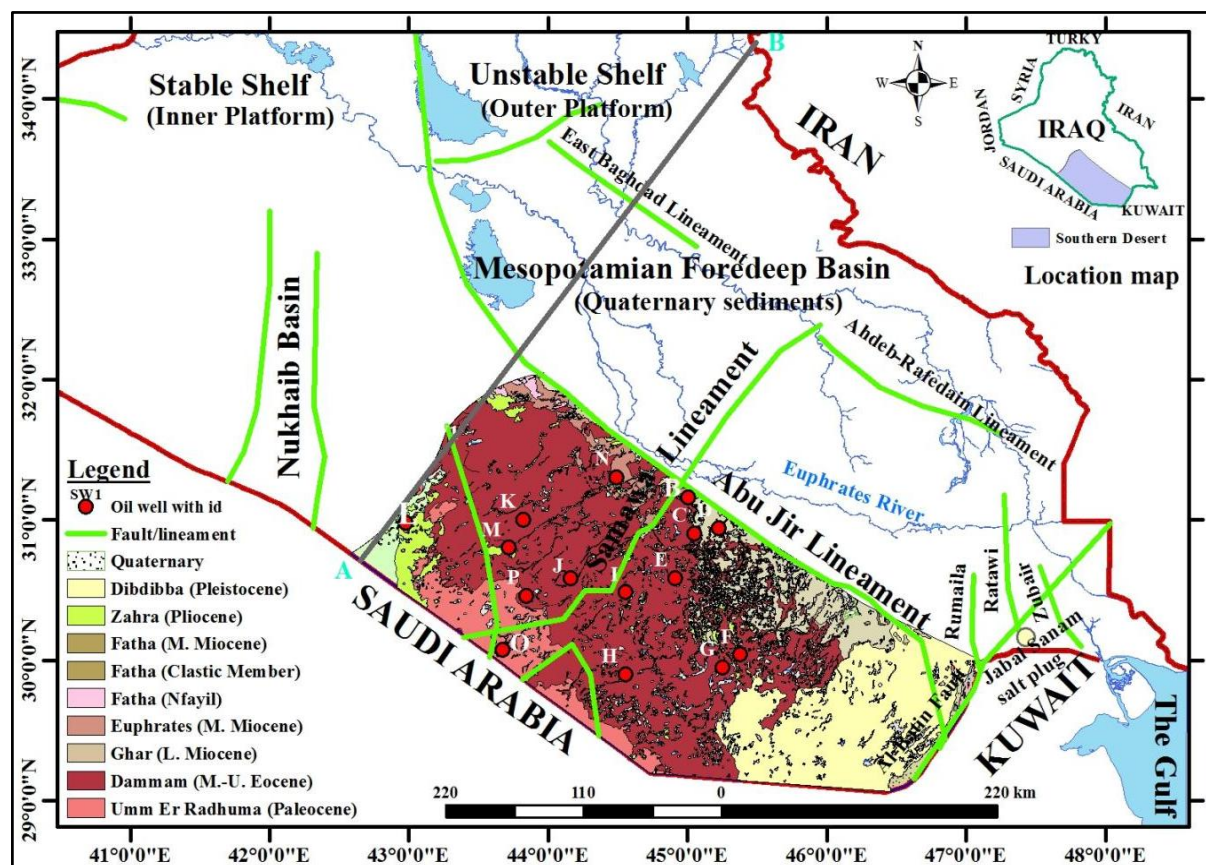 34°0'0"N
33°0'0"N
32°0'0"N
31°0'0"N
30°0'0"N
29°0'0"N
Stable Shelf
(Inner Platform)
Unstable Shelf
(Outer Platform)
B
N
W
E
S
TURKY
SYRIA
IRAN
JORDAN
IRAQ
SAUDI ARABIA
KUWAIT
Southern Desert
Location map
IRAN
East Baghdad Lineament
Mesopotamian Foredeep Basin
(Quaternary sediments)
Nukhaib Basin
Samawa Lineament
Ahdeb-Rafedain Lineament
Abu Jir Lineament
Euphrates River
N
K
M
C
J
I
E
P
O
H
G
F
A
SAUDI ARABIA
Rumaila
Ratawi
Zubair
Jabal Sanam
salt plug
Al-Batin Fault
KUWAIT
The Gulf
Legend
SW1
Oil well with id
Fault/lineament
Quaternary
Dibdibba (Pleistocene)
Zahra (Pliocene)
Fatha (M. Miocene)
Fatha (Clastic Member)
Fatha (Nfayil)
Euphrates (M. Miocene)
Ghar (L. Miocene)
Dammam (M.-U. Eocene)
Umm Er Radhuma (Paleocene)
220 110 0 220 km
41°0'0"E 42°0'0"E 43°0'0"E 44°0'0"E 45°0'0"E 46°0'0"E 47°0'0"E 48°0'0"E